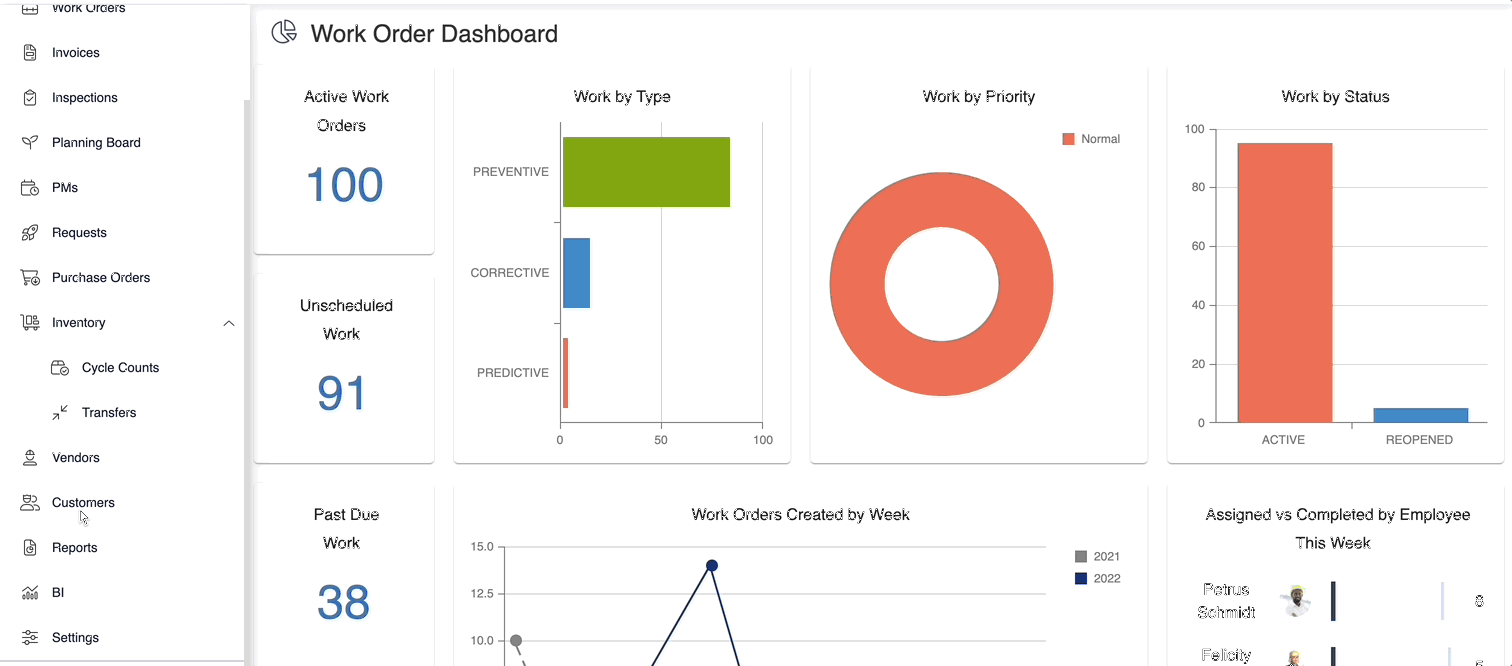 Work Orders
Invoices
Inspections
Planning Board
PMs
Requests
Purchase Orders
Inventory
Cycle Counts
Transfers
Vendors
Customers
Reports
BI
Settings
Work Order Dashboard
Active Work
Orders
100
Unscheduled
Work
91
Past Due
Work
38
Work by Type
PREVENTIVE
CORRECTIVE
PREDICTIVE
0 50 100
Work by Priority
Normal
Work by Status
100
80
60
40
20
0
ACTIVE REOPENED
Work Orders Created by Week
15.0
12.5
10.0
2021
2022
Assigned vs Completed by Employee
This Week
Petrus
Schmidt
8
Felicity